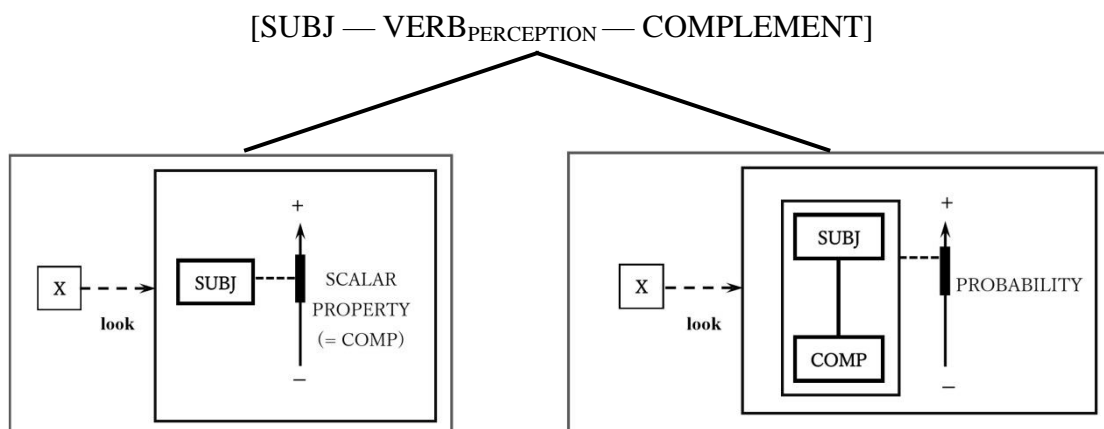 [SUBJ — VERBPERCEPTION — COMPLEMENT]
+
SUBJ
SCALAR
PROPERTY
(= COMP)
X
look
–
+
SUBJ
PROBABILITY
X
look
COMP
–